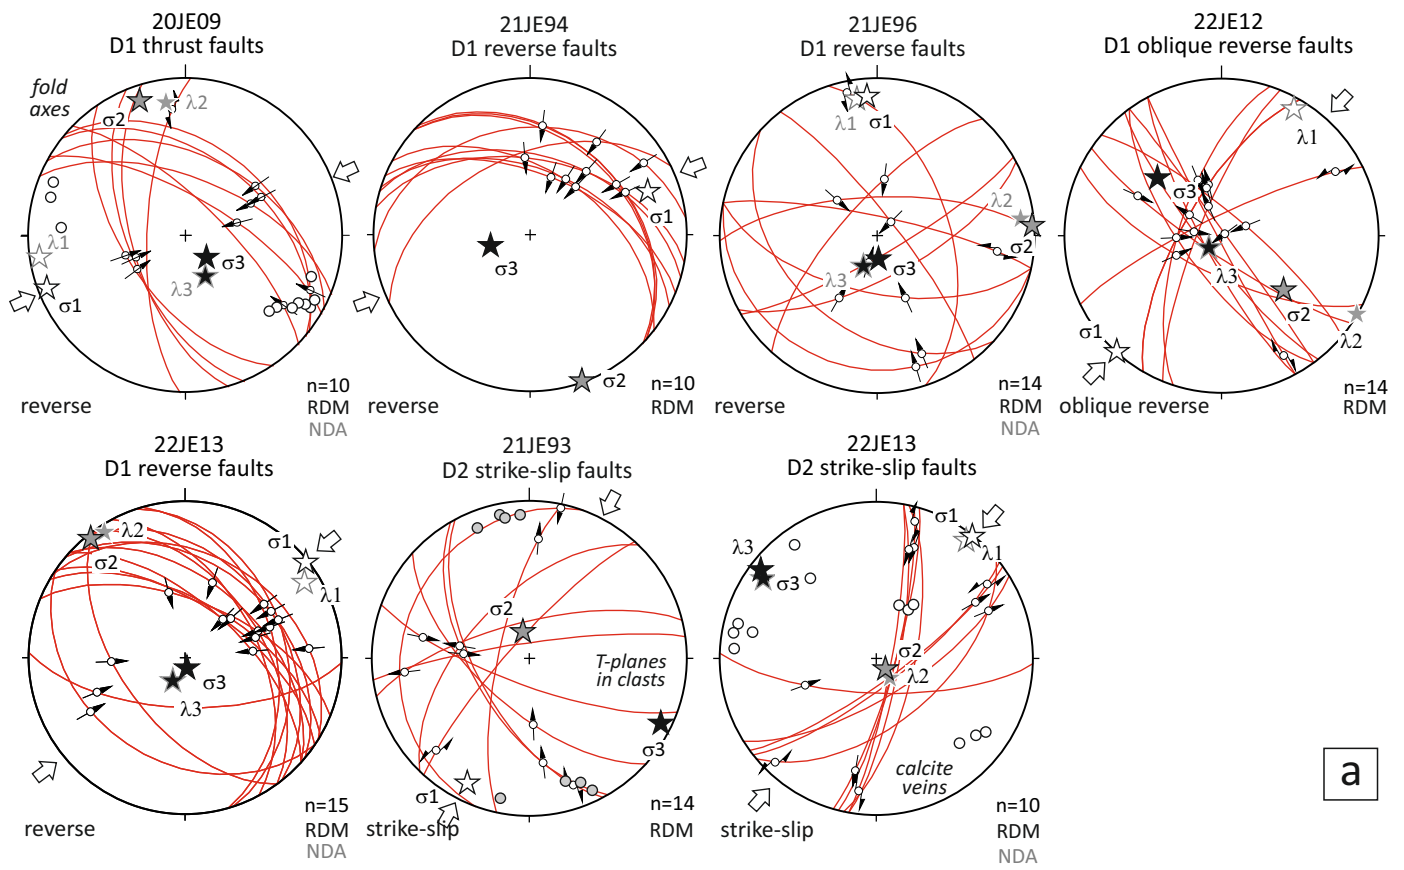 20JE09
D1 thrust faults
fold
axes
λ2
σ2
λ1
σ1
σ3
λ3
reverse
n=10
RDM
NDA
21JE94
D1 reverse faults
σ1
σ3
σ2
reverse
n=10
RDM
21JE96
D1 reverse faults
λ1
σ1
λ2
σ2
σ3
λ3
reverse
n=14
RDM
NDA
22JE12
D1 oblique reverse faults
λ1
σ3
λ3
σ2
σ1
λ2
oblique reverse
n=14
RDM
22JE13
D1 reverse faults
λ2
σ2
σ1
λ1
σ3
λ3
reverse
n=15
RDM
NDA
21JE93
D2 strike-slip faults
σ2
T-planes
in clasts
σ3
σ1
strike-slip
n=14
RDM
22JE13
D2 strike-slip faults
σ1
λ1
λ3
σ3
σ2
λ2
calcite
veins
strike-slip
n=10
RDM
NDA
a